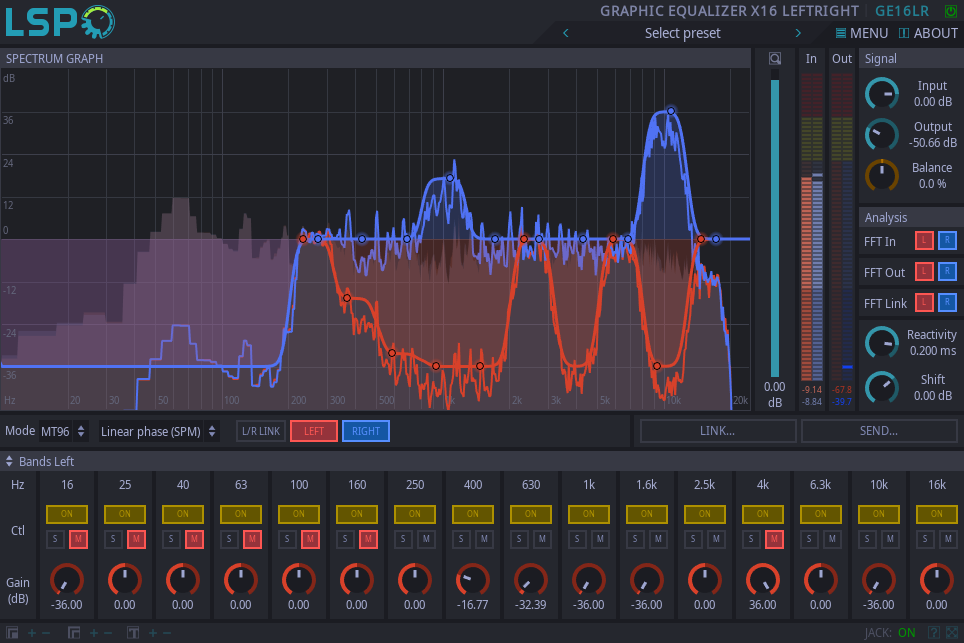 LSP
GRAPHIC EQUALIZER X16 LEFTRIGHT GE16LR
Select preset
MENU ABOUT
SPECTRUM GRAPH
In Out Signal
dB
36
24
12
0
-12
-24
-36
Hz 20 30 50 100 200 300 500 1k 2k 3k 5k 10k 20k
0.00
dB
-9.14 -67.8
-8.84 -39.7
Input
0.00 dB
Output
-50.66 dB
Balance
0.0 %
Analysis
FFT In L R
FFT Out L R
FFT Link L R
Reactivity
0.200 ms
Shift
0.00 dB
Mode MT96 Linear phase (SPM) L/R LINK LEFT RIGHT LINK... SEND...
Bands Left
Hz 16 25 40 63 100 160 250 400 630 1k 1.6k 2.5k 4k 6.3k 10k 16k
Ctl
ON ON ON ON ON ON ON ON ON ON ON ON ON ON ON ON
S M S M S M S M S M S M S M S M S M S M S M S M S M S M S M S M
Gain
(dB)
-36.00 0.00 0.00 0.00 0.00 0.00 0.00 -16.77 -32.39 -36.00 -36.00 0.00 36.00 0.00 -36.00 0.00
JACK: ON